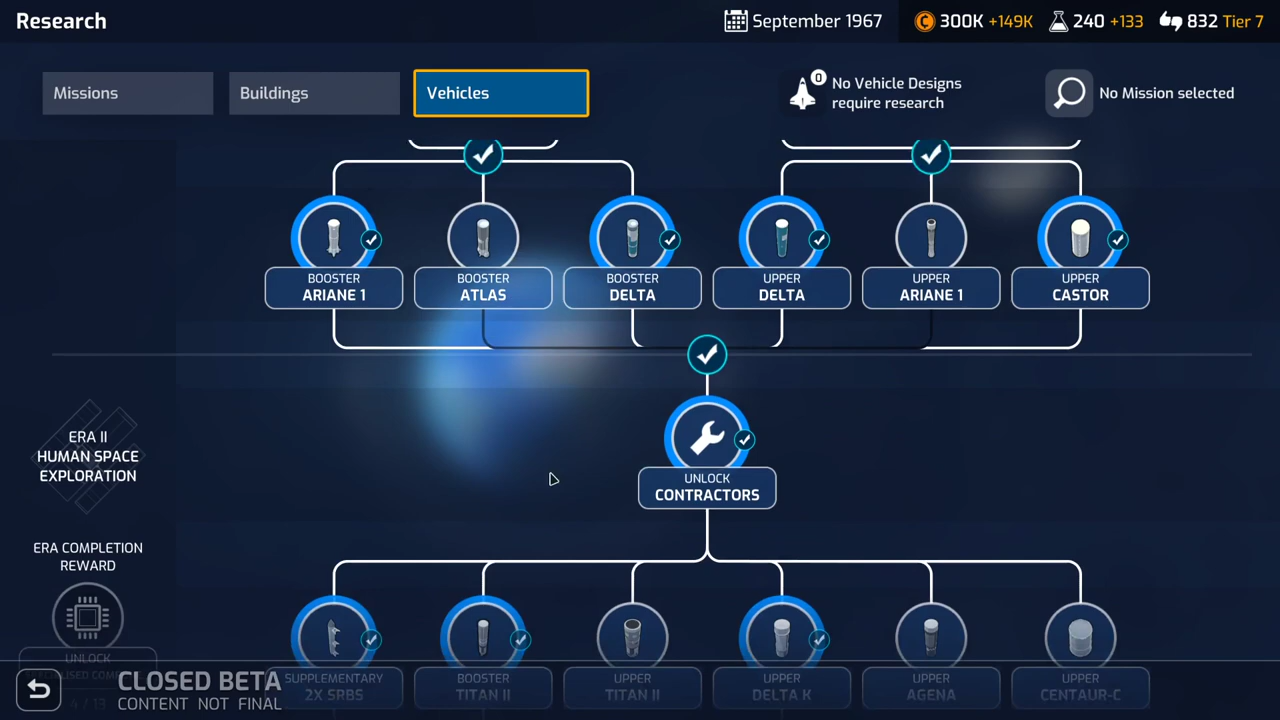 Research
September 1967
300K +149K
240 +133
832 Tier 7
Missions
Buildings
Vehicles
0
No Vehicle Designs
require research
No Mission selected
BOOSTER
ARIANE 1
BOOSTER
ATLAS
BOOSTER
DELTA
UPPER
DELTA
UPPER
ARIANE 1
UPPER
CASTOR
ERA II
HUMAN SPACE
EXPLORATION
UNLOCK
CONTRACTORS
ERA COMPLETION
REWARD
UNLOCK
/ 13
CLOSED BETA
CONTENT NOT FINAL
SUPPLEMENTARY
2X SRBS
BOOSTER
TITAN II
UPPER
TITAN II
UPPER
DELTA K
UPPER
AGENA
UPPER
CENTAUR-C